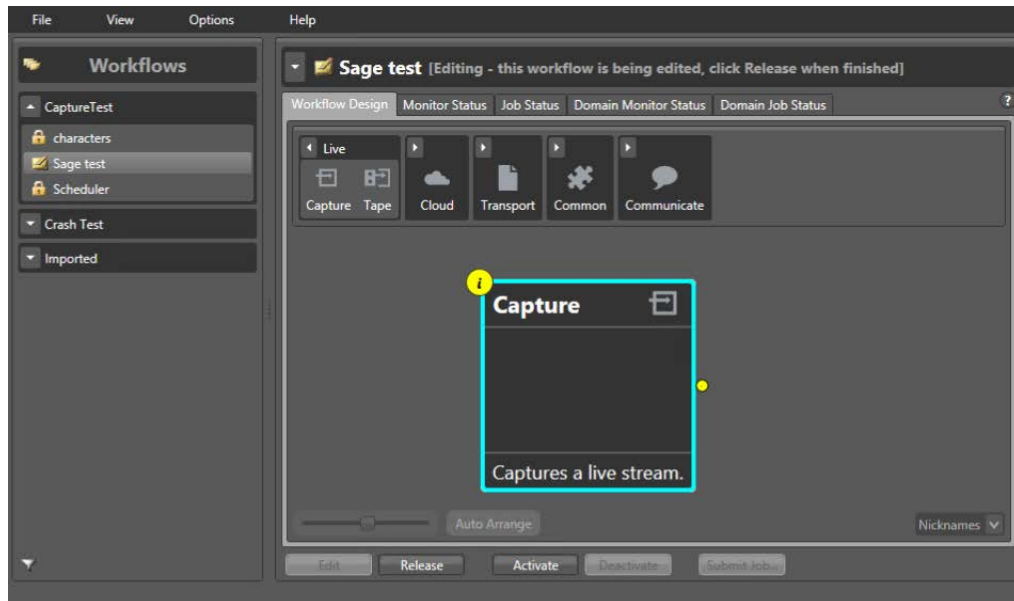 File View Options Help
Workflows
CaptureTest
characters
Sage test
Scheduler
Crash Test
Imported
Sage test [Editing - this workflow is being edited, click Release when finished]
Workflow Design Monitor Status Job Status Domain Monitor Status Domain Job Status ?
Live
Capture Tape Cloud Transport Common Communicate
i
Capture
Captures a live stream.
Auto Arrange Nicknames
Edit Release Activate Deactivate Submit Job...